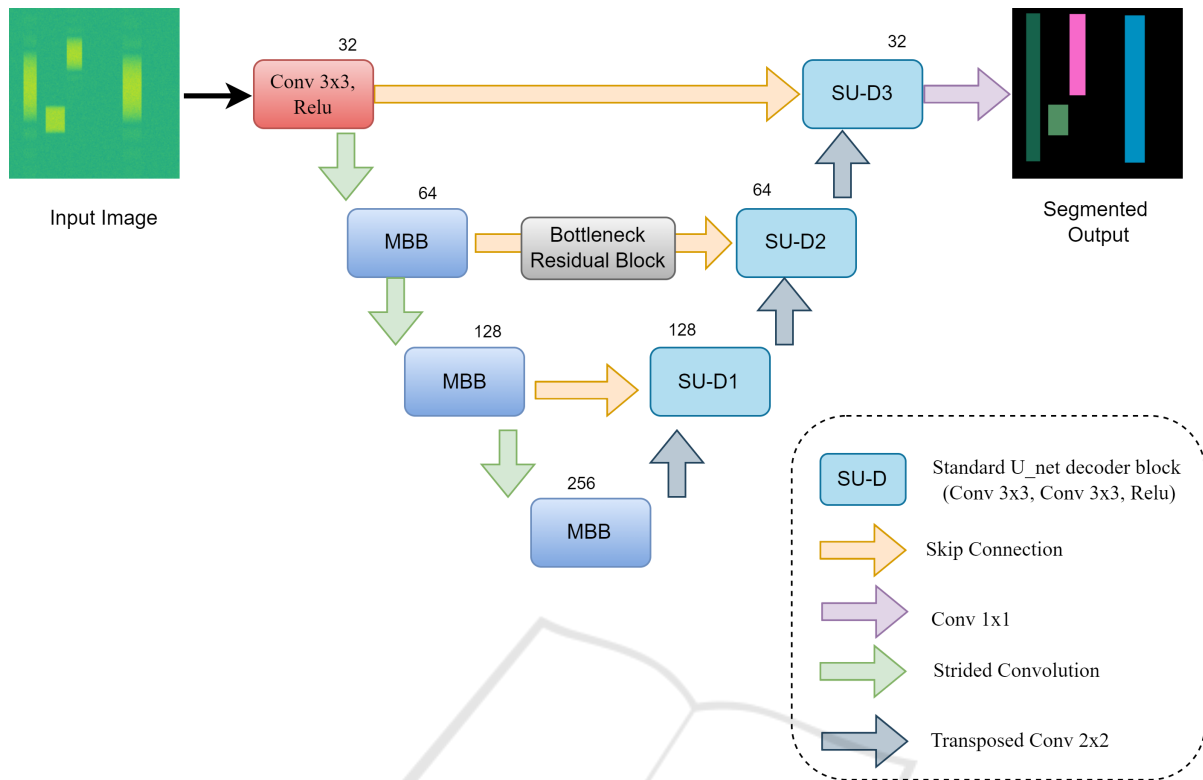 32
32
Conv 3x3,
Relu
SU-D3
Input Image
64
64
Segmented
Output
MBB
Bottleneck
Residual Block
SU-D2
128
128
MBB
SU-D1
256
MBB
SU-D
Standard U_net decoder block
(Conv 3x3, Conv 3x3, Relu)
Skip Connection
Conv 1x1
Strided Convolution
Transposed Conv 2x2